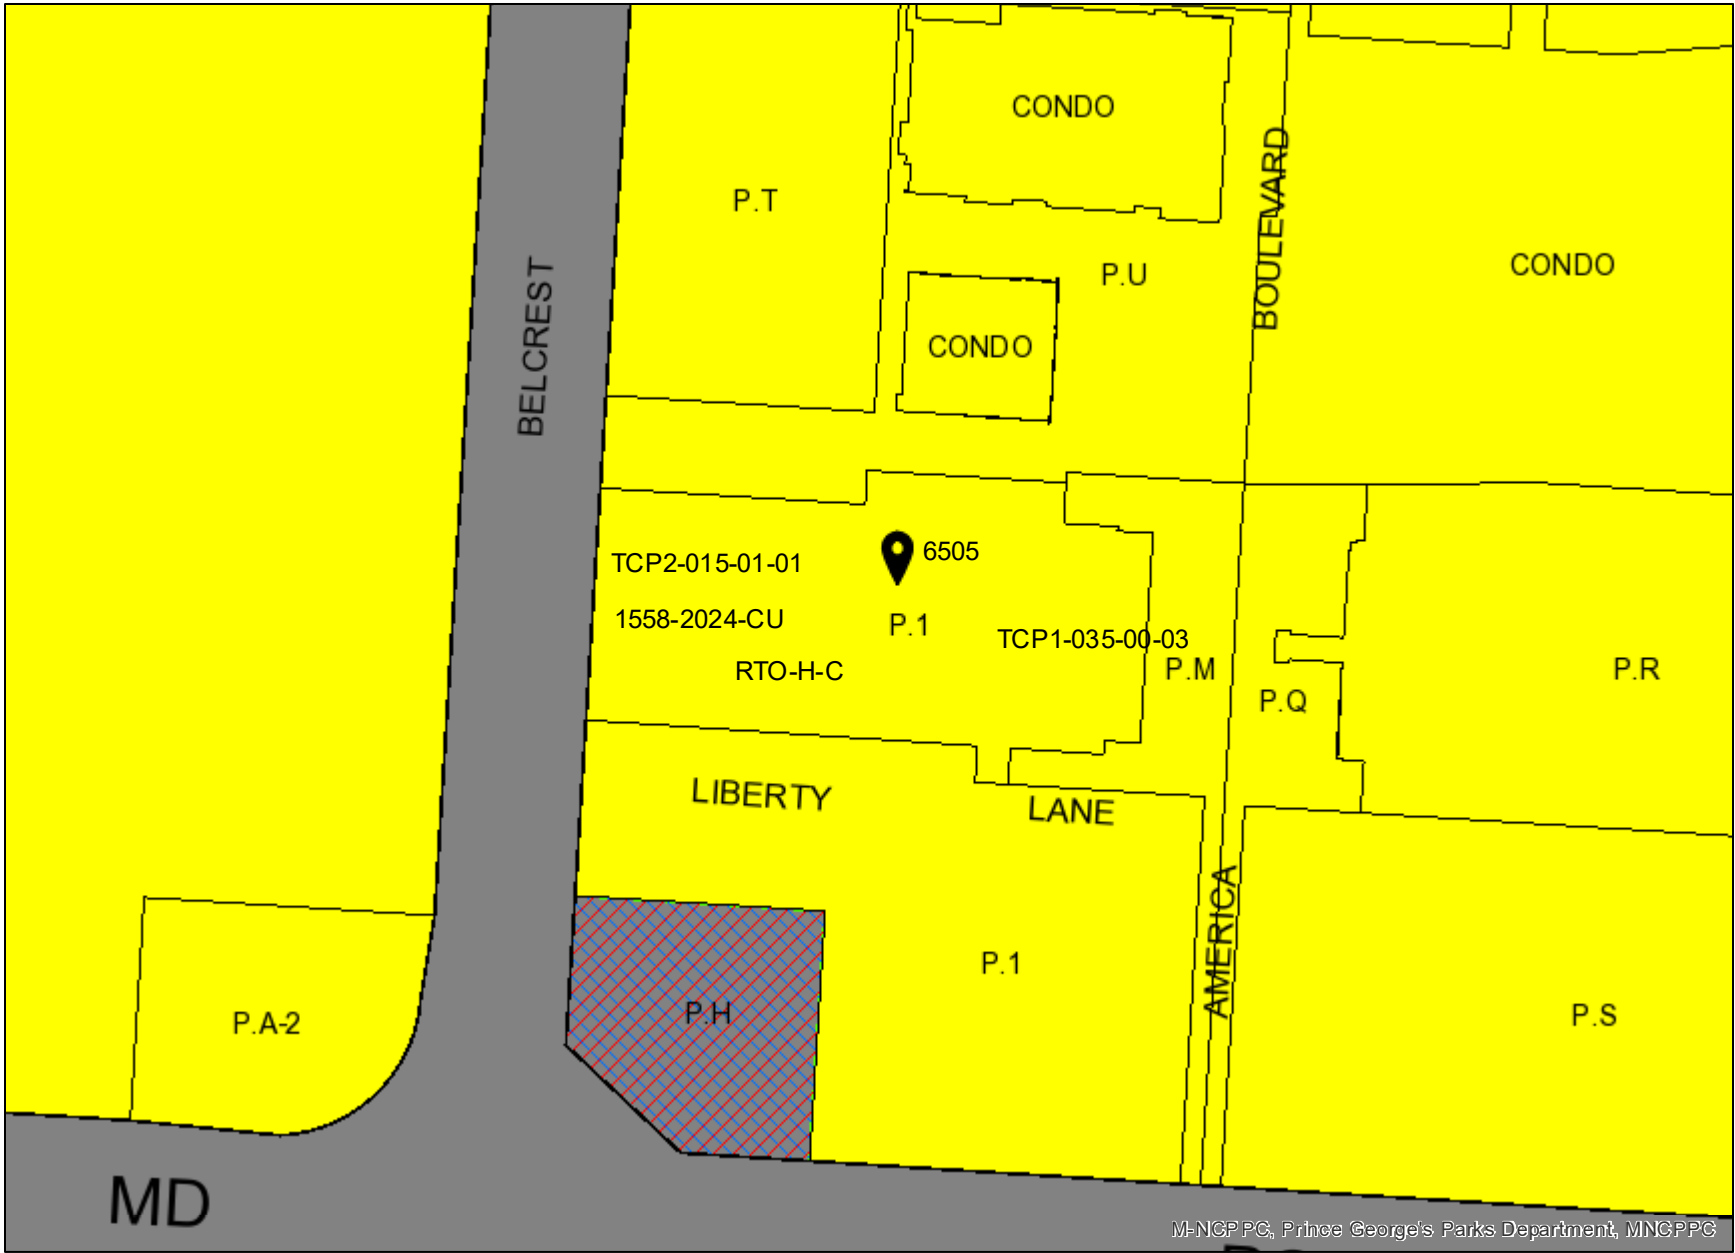 CONDO
BOULEVARD
P.T
P.U
CONDO
BELCREST
CONDO
6505
TCP2-015-01-01
1558-2024-CU
P.1
TCP1-035-00-03
RTO-H-C
P.M
P.R
P.Q
LIBERTY
LANE
AMERICA
P.1
P.H
P.A-2
P.S
MD
M-NCPPC, Prince George's Parks Department, MNCPPC